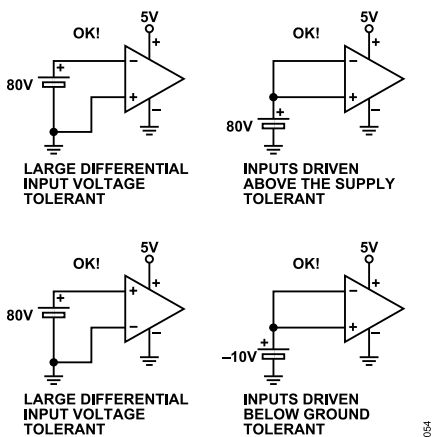 5V
OK!
+
−
+
80V
+
−
LARGE DIFFERENTIAL
INPUT VOLTAGE
TOLERANT
5V
OK!
+
−
+
+
80V
−
INPUTS DRIVEN
ABOVE THE SUPPLY
TOLERANT
5V
OK!
+
+
+
80V
−
−
LARGE DIFFERENTIAL
INPUT VOLTAGE
TOLERANT
5V
OK!
+
−
+
+
−10V
−
INPUTS DRIVEN
BELOW GROUND
TOLERANT
054